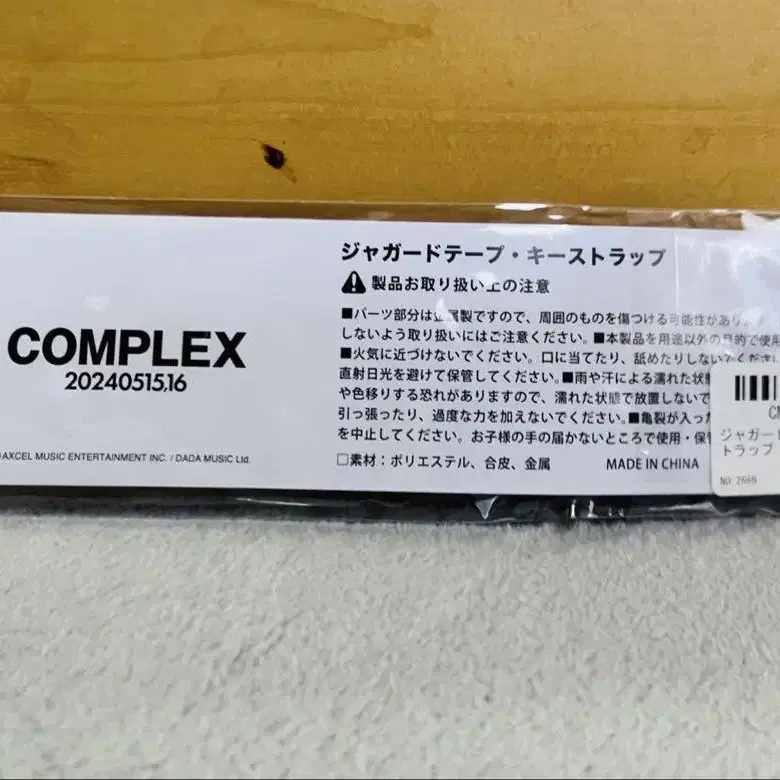 ジャガードテープ・キーストラップ
製品お取り扱い上の注意
■パーツ部分は金属製ですので、周囲のものを傷つける可能性があり
しないよう取り扱いにはご注意ください。■本製品を用途以外の目的で使用
■火気に近づけないでください。口に当てたり、舐めたりしないでください
直射日光を避けて保管してください。■雨や汗による濡れた状
や色移りする恐れがありますので、濡れた状態で放置しないで
引っ張ったり、過度な力を加えないでください。■亀裂が入っ
を中止してください。お子様の手の届かないところで使用・保
□素材：ポリエステル、合皮、金属 MADE IN CHINA
COMPLEX
20240515,16
AXCEL MUSIC ENTERTAINMENT INC. / DADA MUSIC Ltd.
ジャガード
トラップ
NO 2669